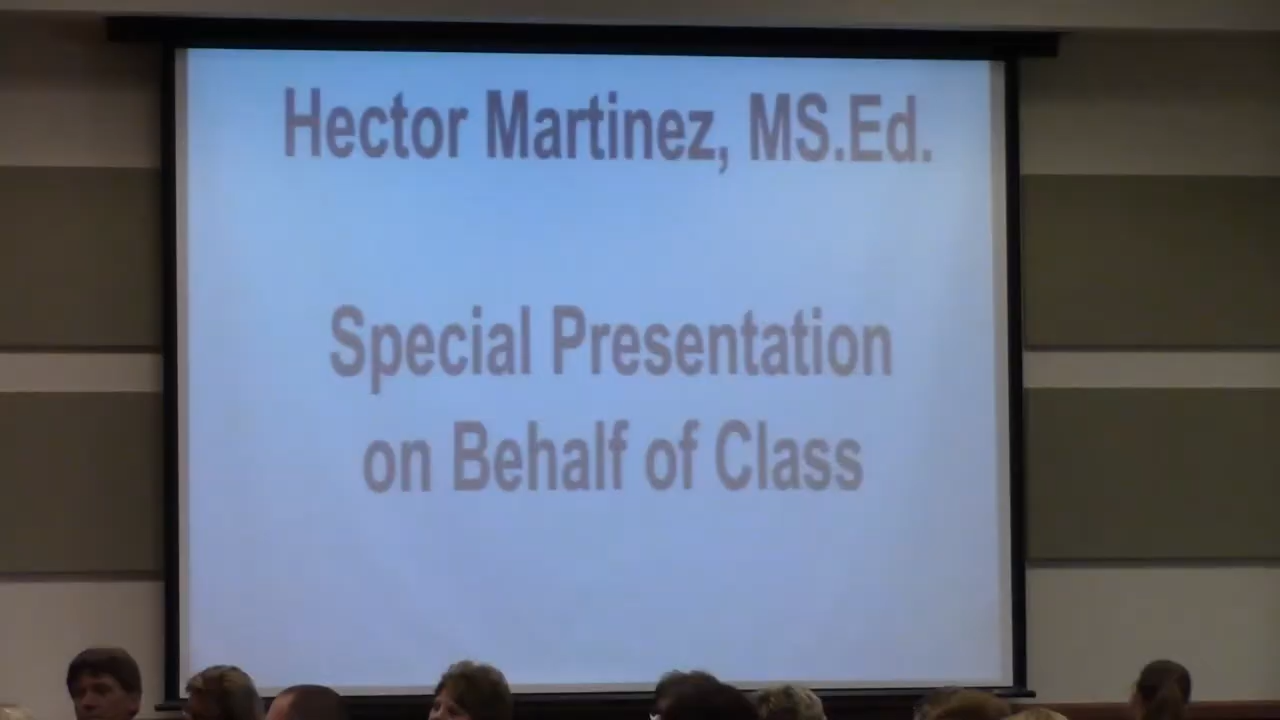 Hector Martinez, MS.Ed.
Special Presentation
on Behalf of Class